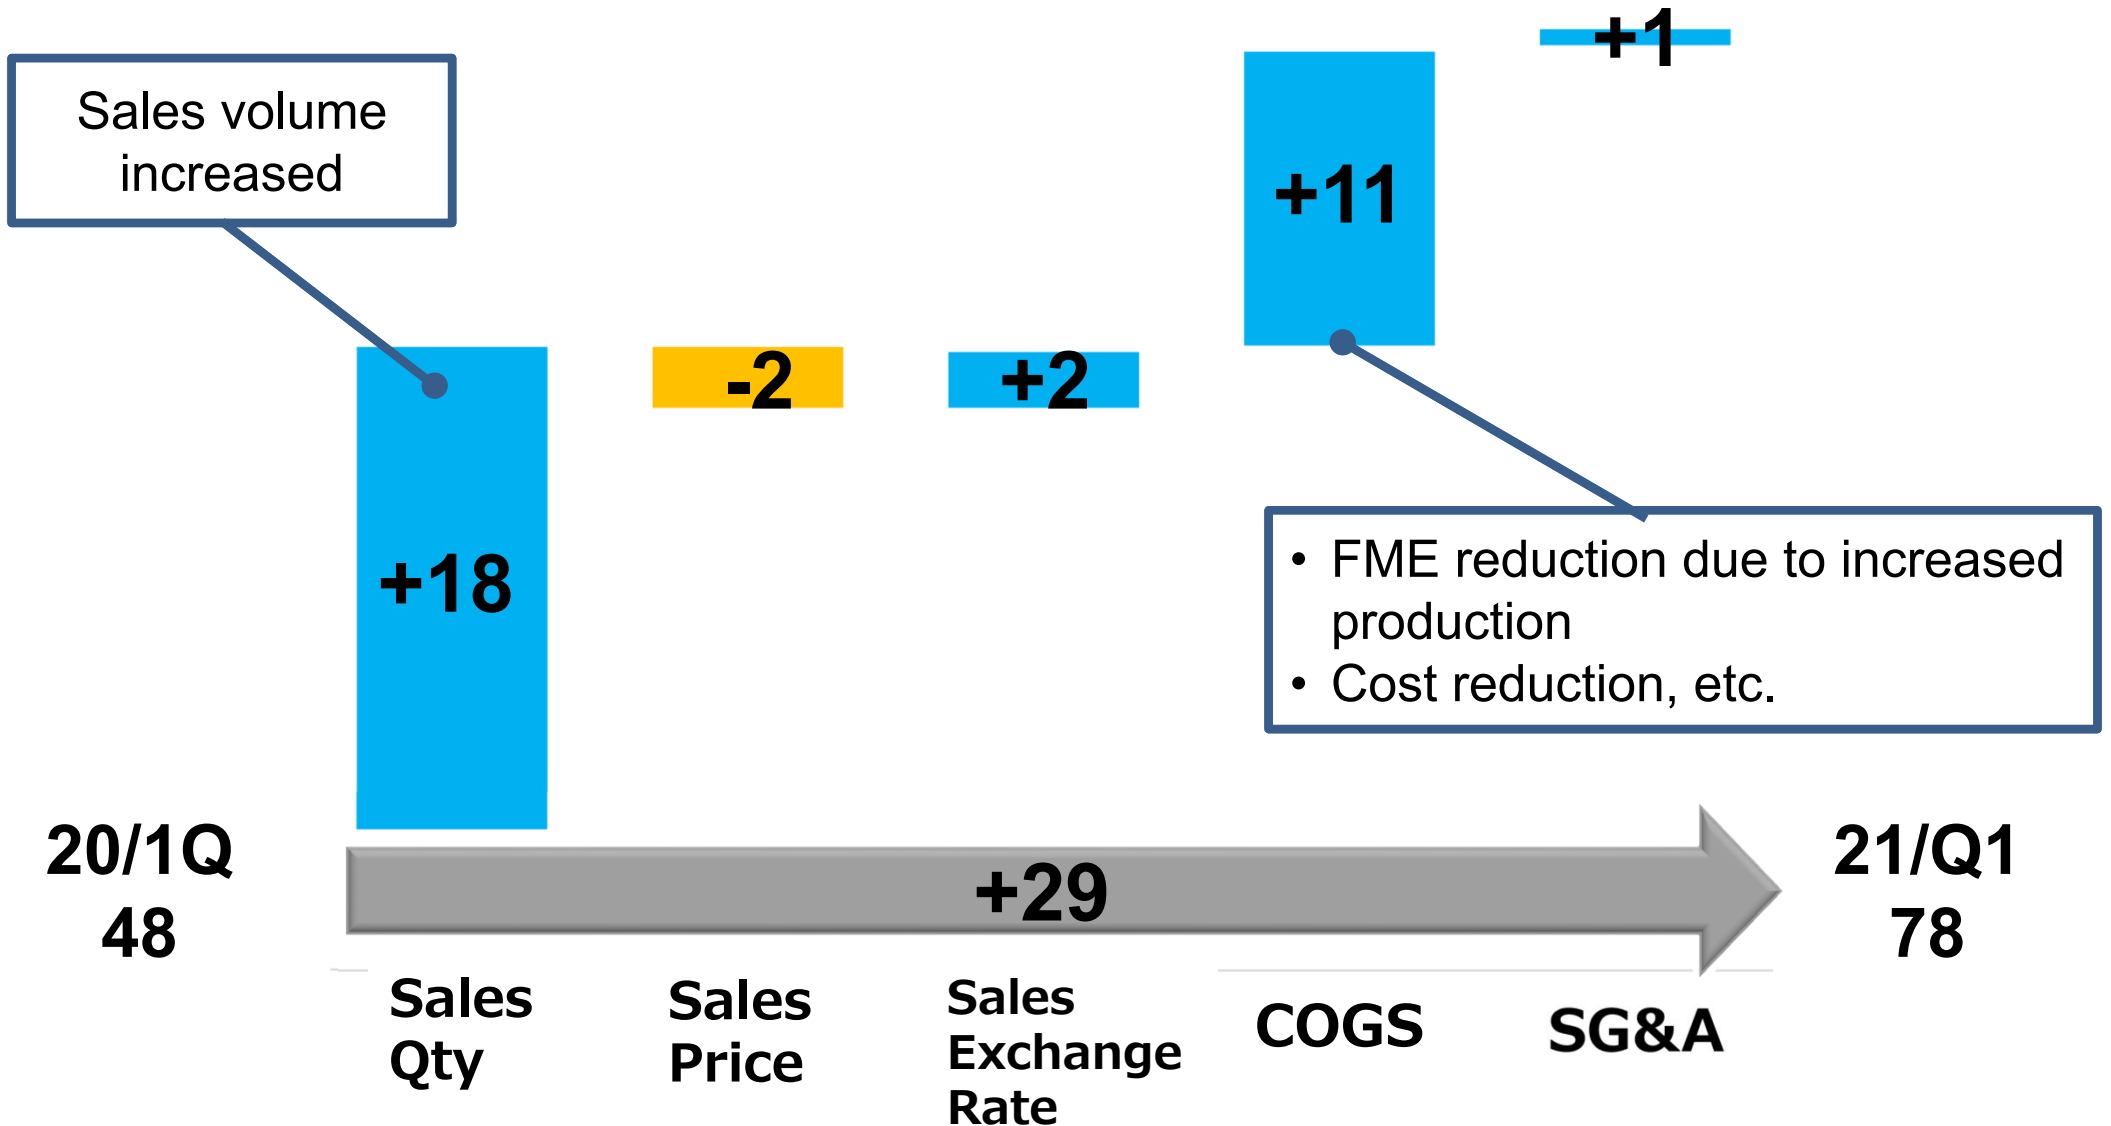 +1
Sales volume
increased
+11
-2
+2
+18
• FME reduction due to increased
production
• Cost reduction, etc.
20/1Q
48
+29
21/Q1
78
Sales
Qty
Sales
Price
Sales
Exchange
Rate
COGS
SG&A